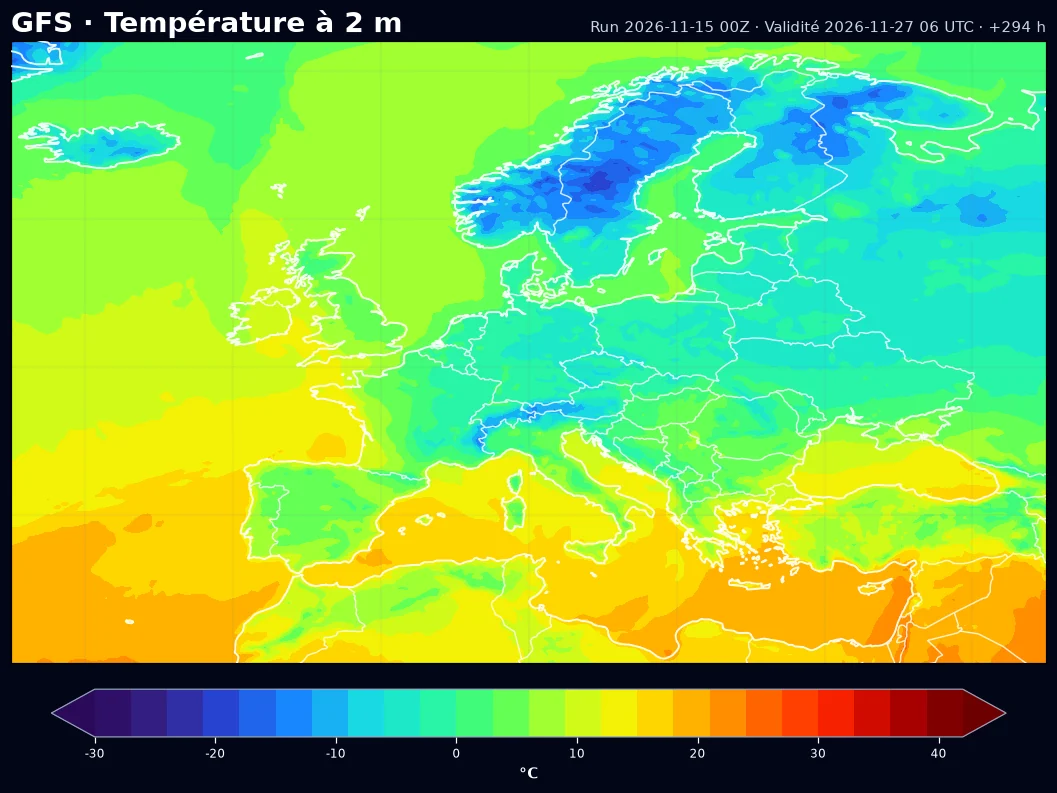 GFS · Température à 2 m
Run 2026-11-15 00Z · Validité 2026-11-27 06 UTC · +294 h
-30 -20 -10 0 10 20 30 40
°C